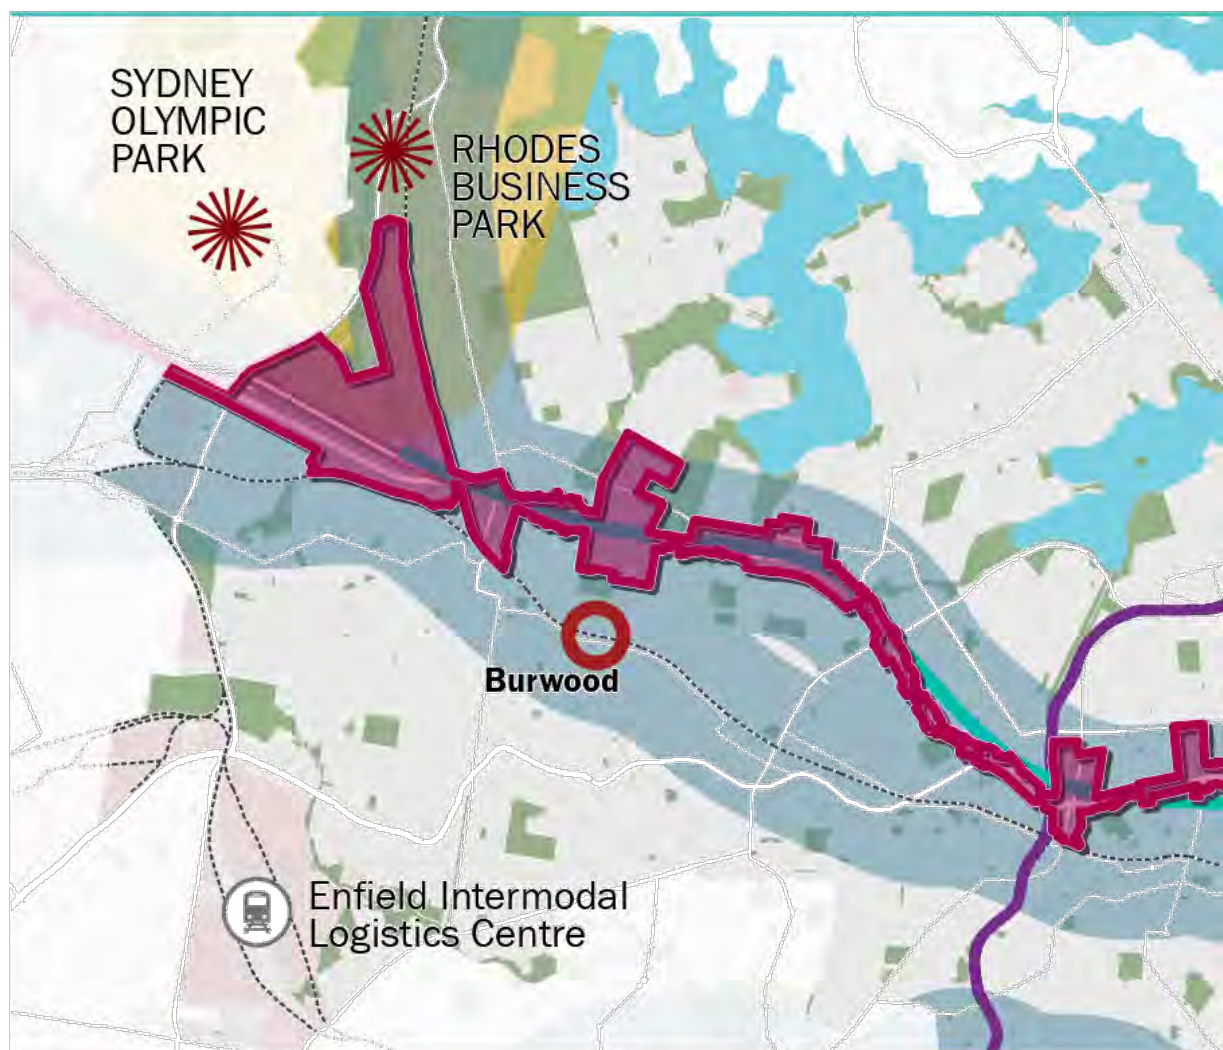 SYDNEY
OLYMPIC
PARK
RHODES
BUSINESS
PARK
Burwood
Enfield Intermodal
Logistics Centre